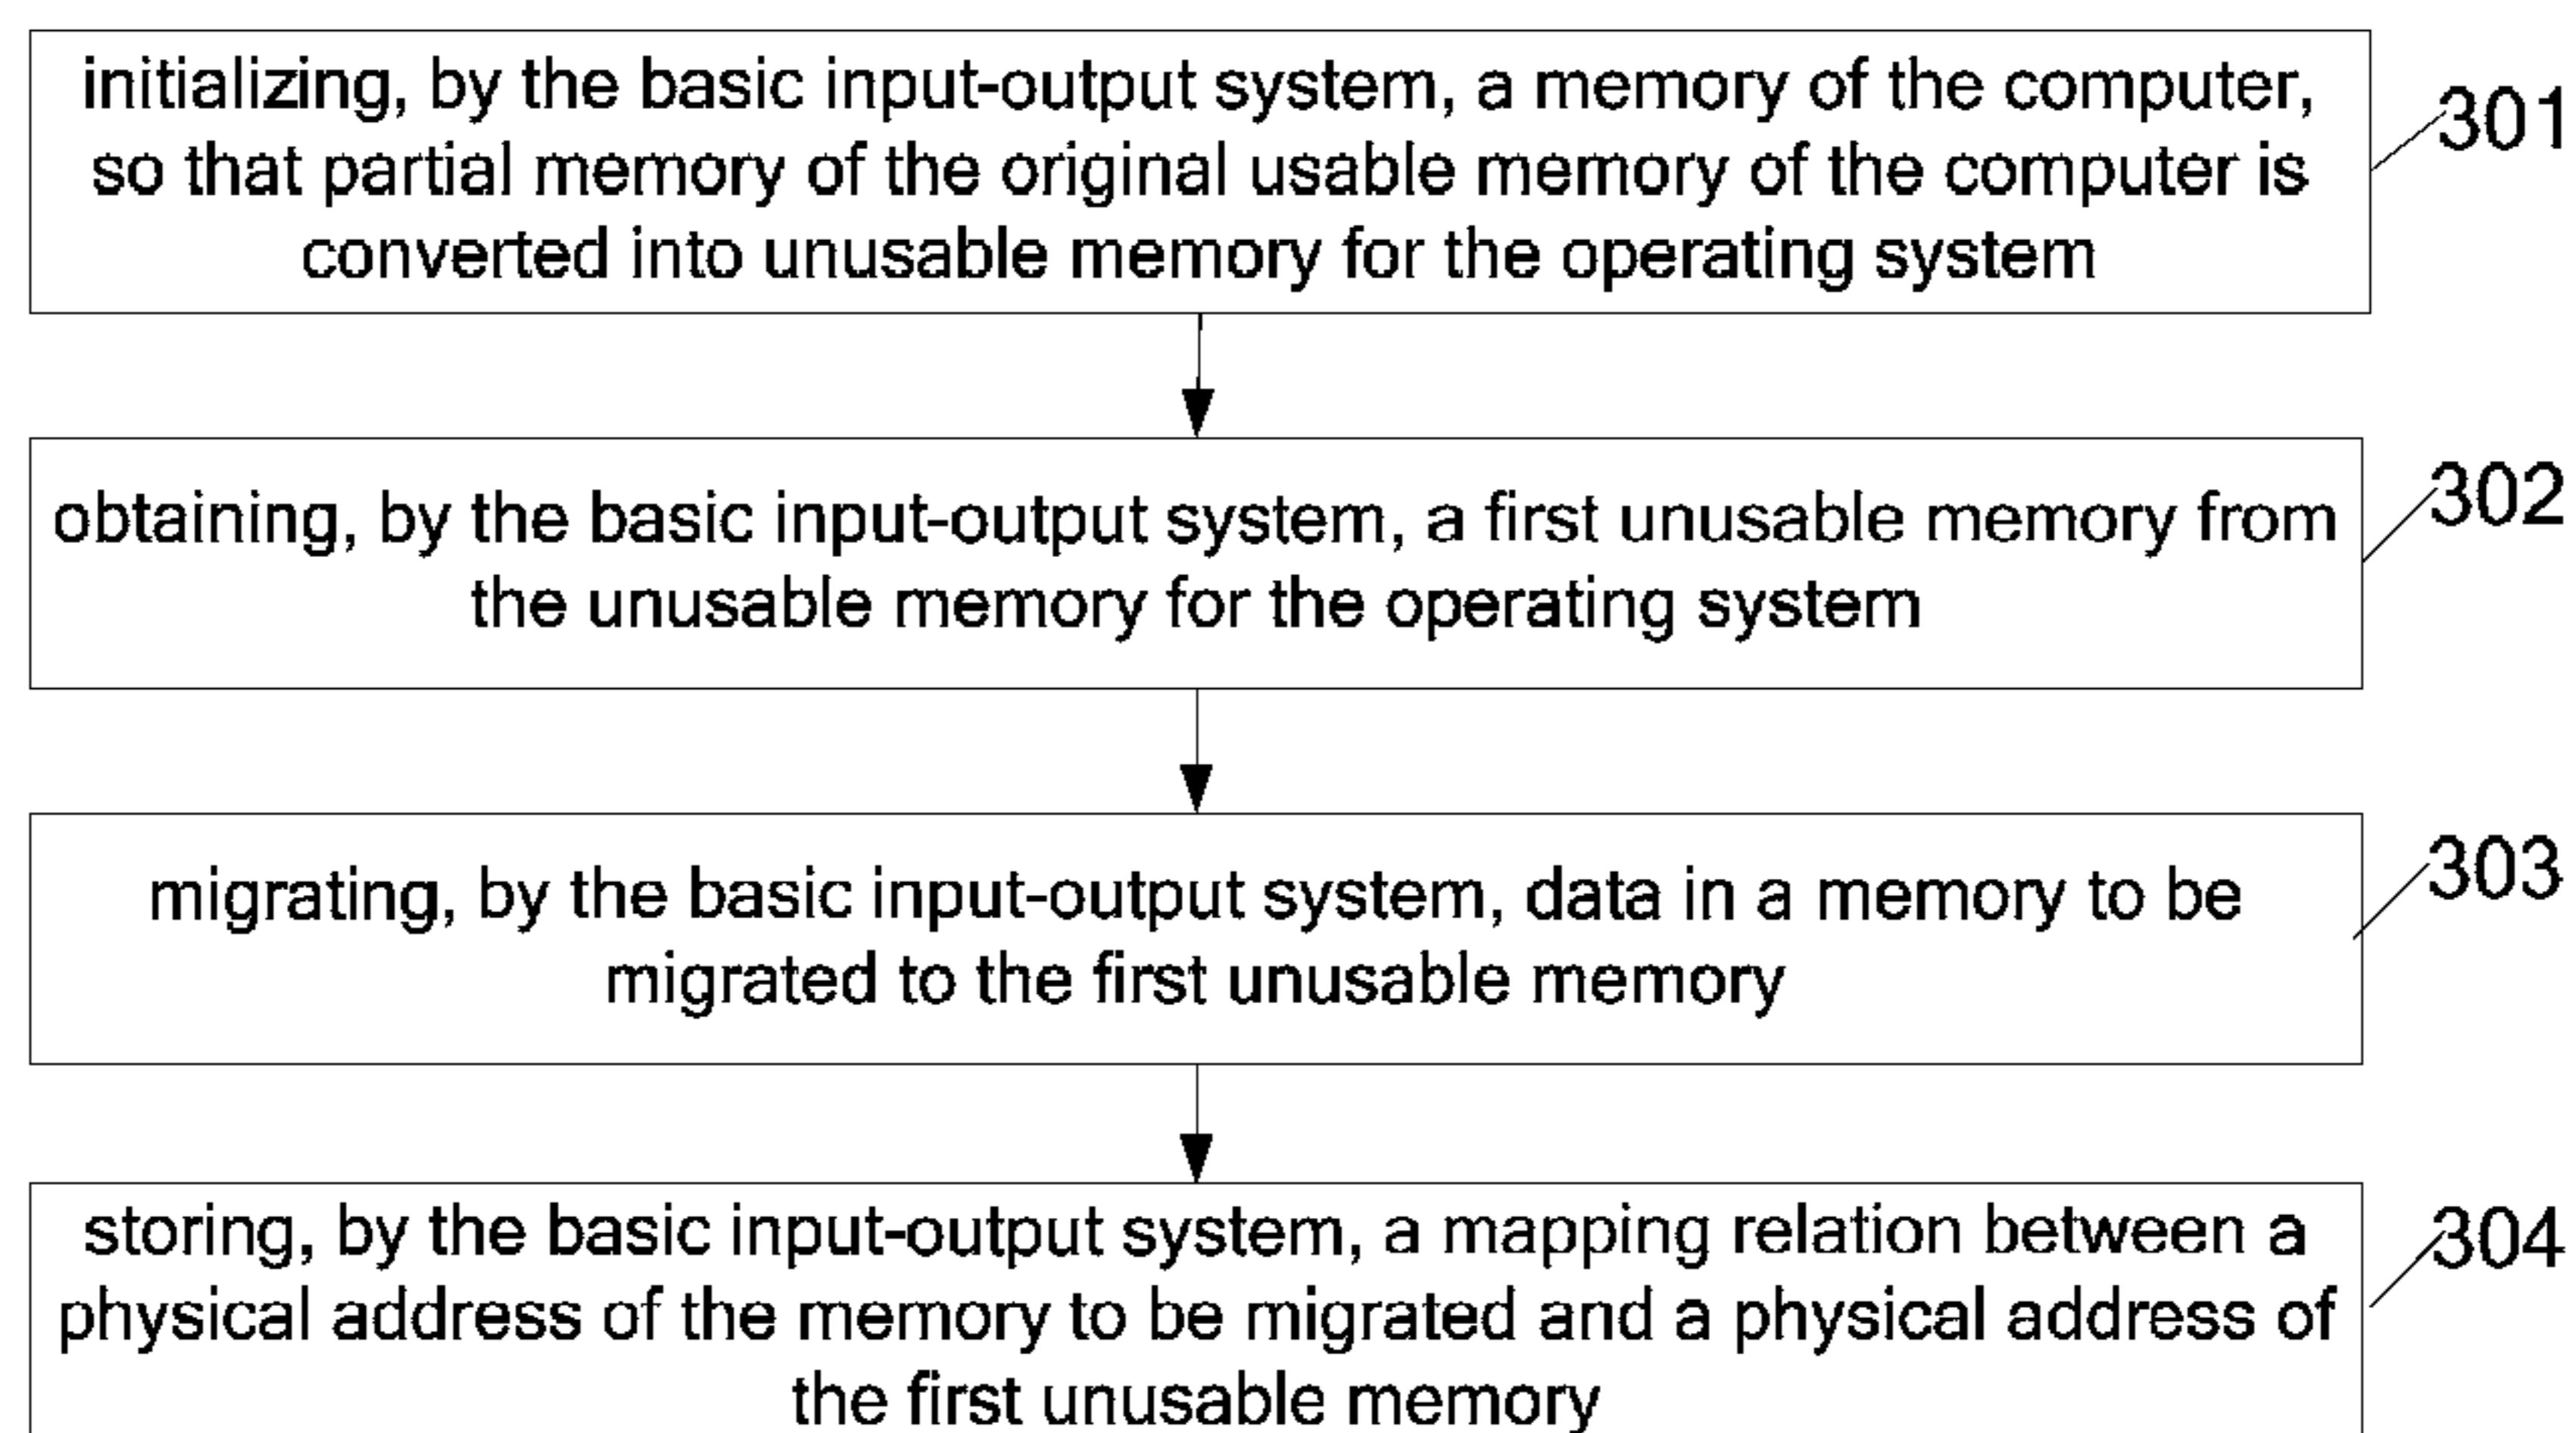 initializing, by the basic input-output system, a memory of the computer,
so that partial memory of the original usable memory of the computer is
converted into unusable memory for the operating system
301
obtaining, by the basic input-output system, a first unusable memory from
the unusable memory for the operating system
302
migrating, by the basic input-output system, data in a memory to be
migrated to the first unusable memory
303
storing, by the basic input-output system, a mapping relation between a
physical address of the memory to be migrated and a physical address of
the first unusable memory
304